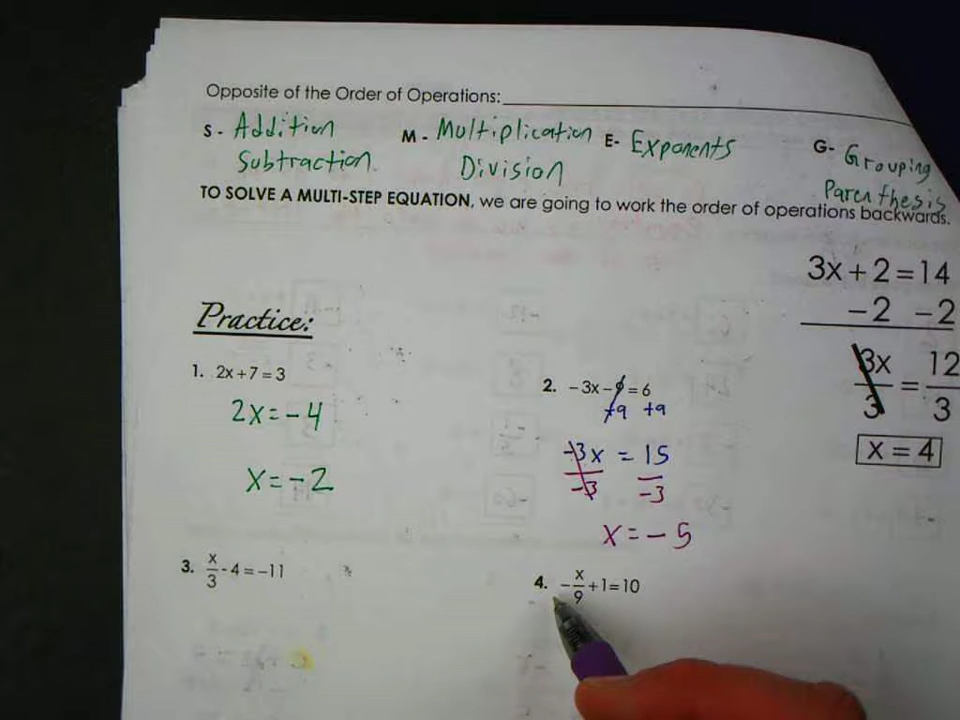 Opposite of the Order of Operations:
S - Addition
Subtraction
M - Multiplication
Division
E- Exponents
G- Grouping
Parenthesis
TO SOLVE A MULTI-STEP EQUATION, we are going to work the order of operations backwards.
3x + 2 = 14
-2 -2
3x/3 = 12/3
x = 4
Practice:
1. 2x + 7 = 3
2x = -4
x = -2
2. -3x - 9 = 6
+9 +9
-3x/-3 = 15/-3
x = -5
3. x/3 - 4 = -11
4. -x/9 + 1 = 10